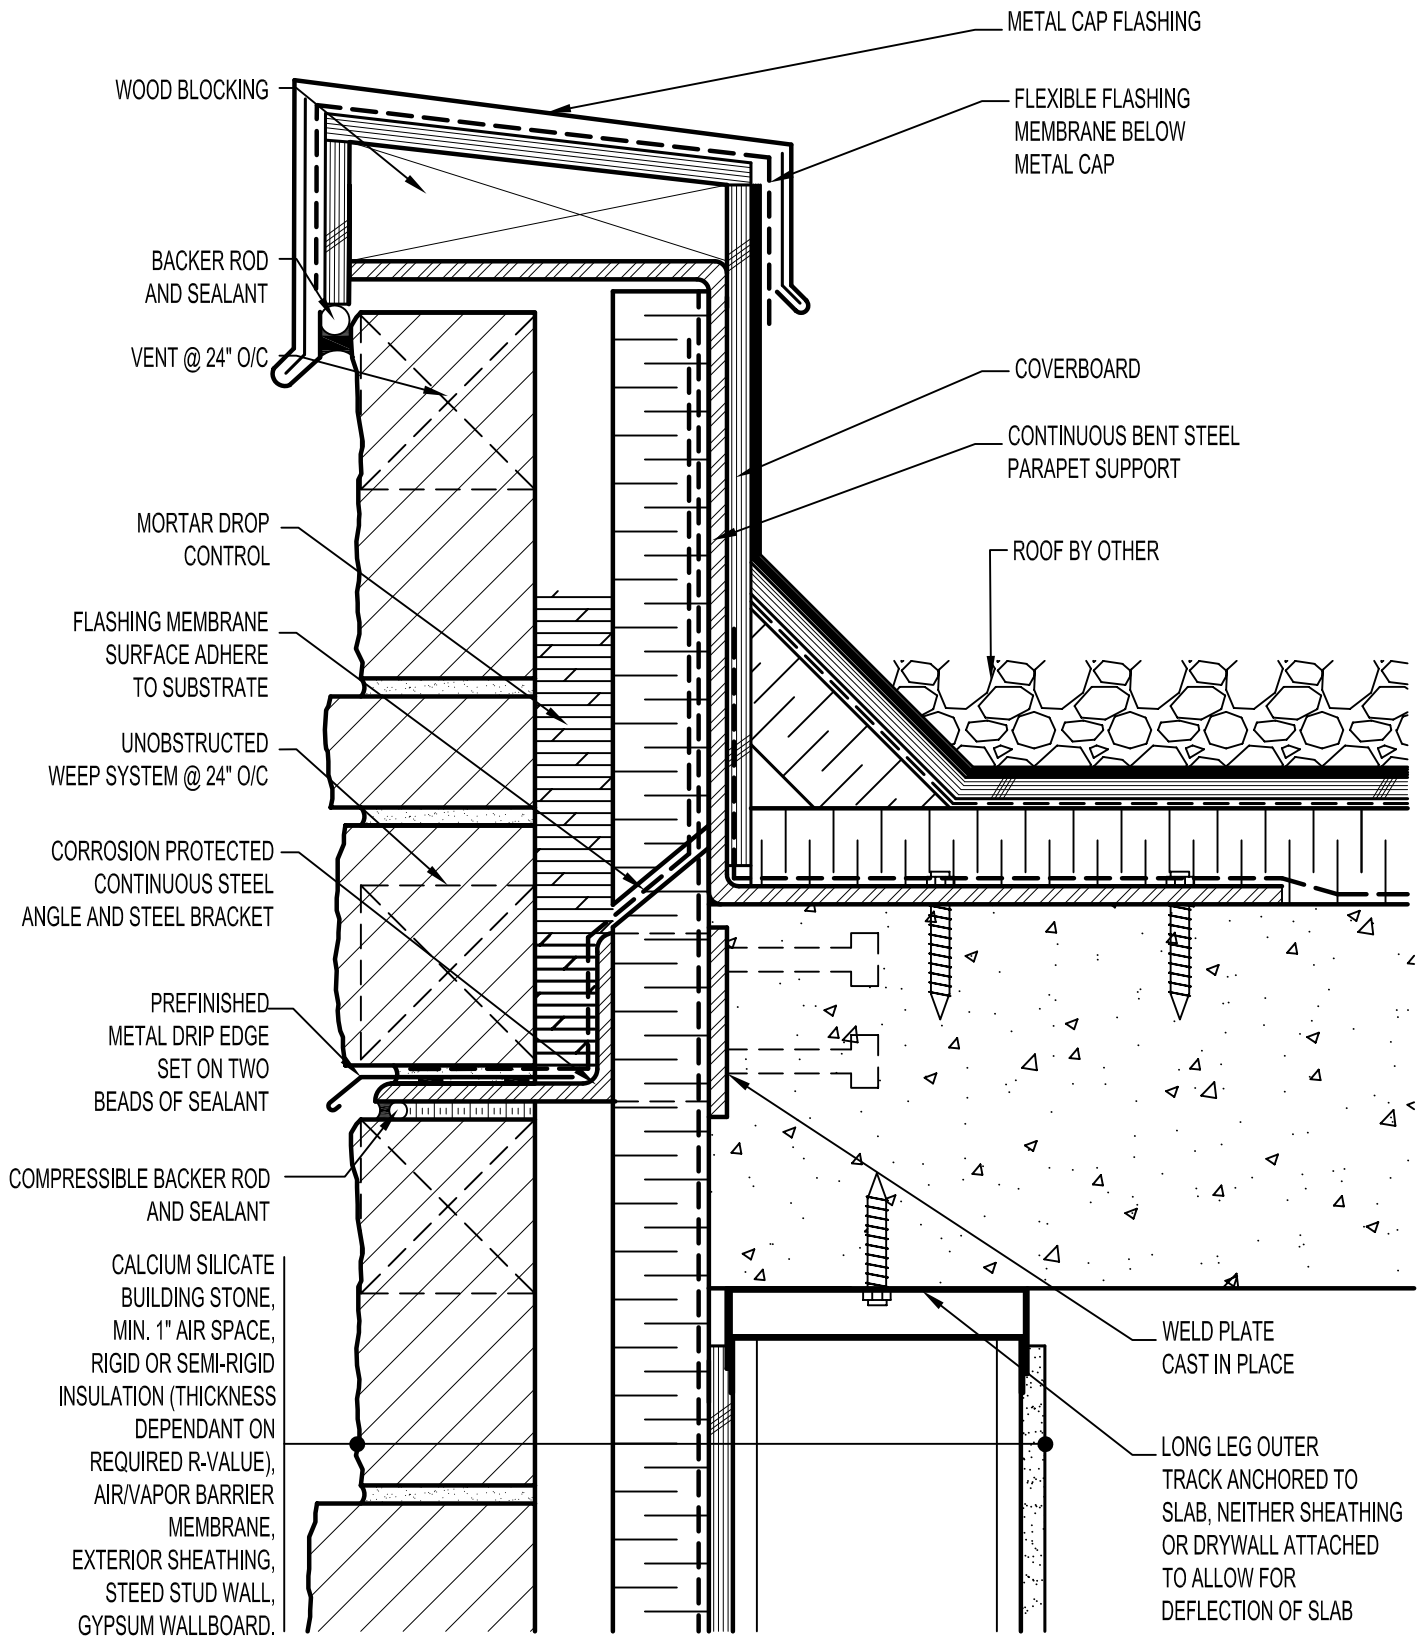 METAL CAP FLASHING
WOOD BLOCKING
FLEXIBLE FLASHING
MEMBRANE BELOW
METAL CAP
BACKER ROD
AND SEALANT
VENT @ 24" O/C
COVERBOARD
CONTINUOUS BENT STEEL
PARAPET SUPPORT
MORTAR DROP
CONTROL
ROOF BY OTHER
FLASHING MEMBRANE
SURFACE ADHERE
TO SUBSTRATE
UNOBSTRUCTED
WEEP SYSTEM @ 24" O/C
CORROSION PROTECTED
CONTINUOUS STEEL
ANGLE AND STEEL BRACKET
PREFINISHED
METAL DRIP EDGE
SET ON TWO
BEADS OF SEALANT
COMPRESSIBLE BACKER ROD
AND SEALANT
CALCIUM SILICATE
BUILDING STONE,
MIN. 1" AIR SPACE,
RIGID OR SEMI-RIGID
INSULATION (THICKNESS
DEPENDANT ON
REQUIRED R-VALUE),
AIR/VAPOR BARRIER
MEMBRANE,
EXTERIOR SHEATHING,
STEED STUD WALL,
GYPSUM WALLBOARD.
WELD PLATE
CAST IN PLACE
LONG LEG OUTER
TRACK ANCHORED TO
SLAB, NEITHER SHEATHING
OR DRYWALL ATTACHED
TO ALLOW FOR
DEFLECTION OF SLAB